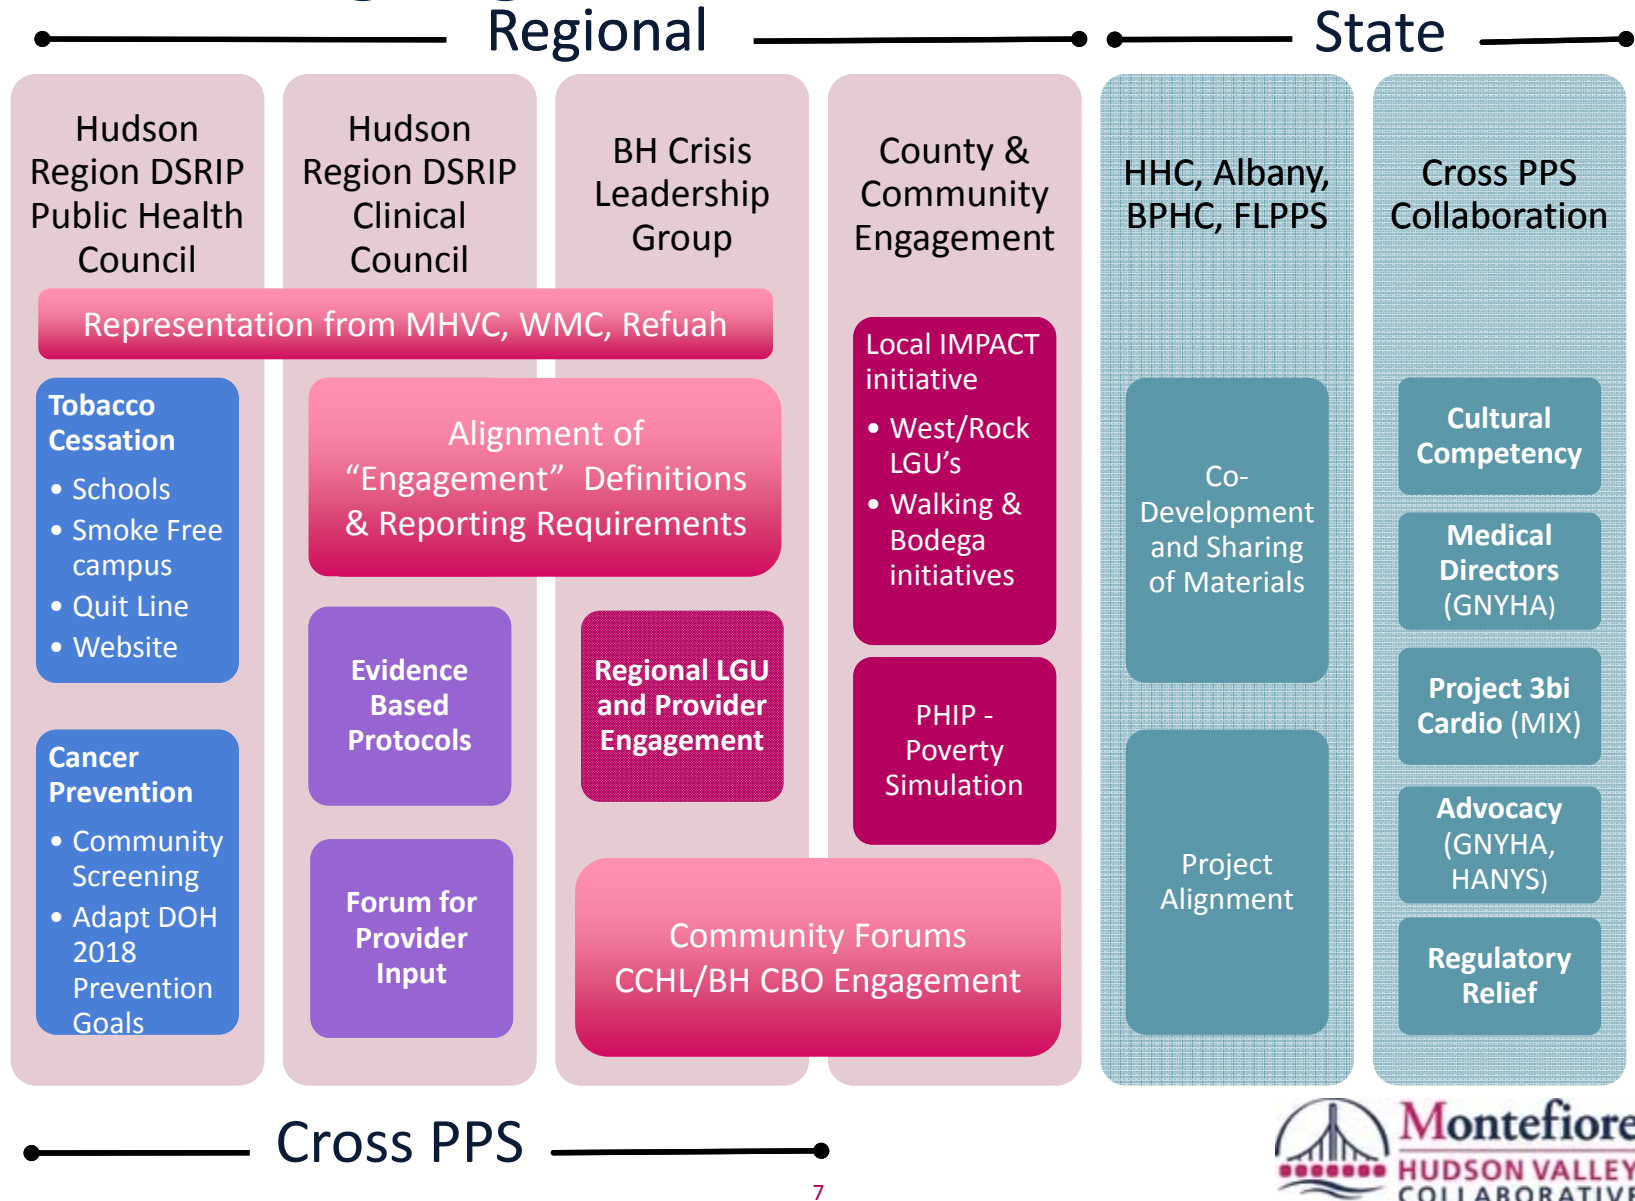 Regional
State
Hudson
Region DSRIP
Public Health
Council
Hudson
Region DSRIP
Clinical
Council
BH Crisis
Leadership
Group
County &
Community
Engagement
HHC, Albany,
BPHC, FLPPS
Cross PPS
Collaboration
Representation from MHVC, WMC, Refuah
Tobacco
Cessation
• Schools
• Smoke Free
campus
• Quit Line
• Website
Cancer
Prevention
• Community
Screening
• Adapt DOH
2018
Prevention
Goals
Alignment of
“Engagement” Definitions
& Reporting Requirements
Evidence
Based
Protocols
Forum for
Provider
Input
Regional LGU
and Provider
Engagement
Local IMPACT
initiative
• West/Rock
LGU’s
• Walking &
Bodega
initiatives
PHIP -
Poverty
Simulation
Community Forums
CCHL/BH CBO Engagement
Co-
Development
and Sharing
of Materials
Project
Alignment
Cultural
Competency
Medical
Directors
(GNYHA)
Project 3bi
Cardio (MIX)
Advocacy
(GNYHA,
HANYS)
Regulatory
Relief
Cross PPS
7
Montefiore
HUDSON VALLEY
COLLABORATIVE